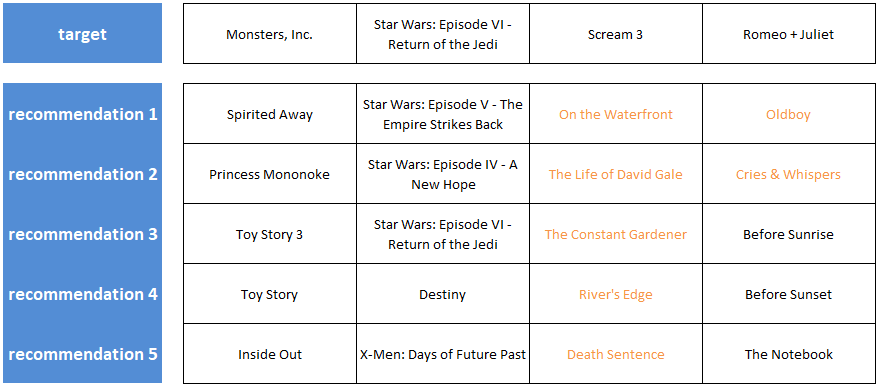 target
Monsters, Inc.
Star Wars: Episode VI -
Return of the Jedi
Scream 3
Romeo + Juliet
recommendation 1
Spirited Away
Star Wars: Episode V - The
Empire Strikes Back
On the Waterfront
Oldboy
recommendation 2
Princess Mononoke
Star Wars: Episode IV - A
New Hope
The Life of David Gale
Cries & Whispers
recommendation 3
Toy Story 3
Star Wars: Episode VI -
Return of the Jedi
The Constant Gardener
Before Sunrise
recommendation 4
Toy Story
Destiny
River's Edge
Before Sunset
recommendation 5
Inside Out
X-Men: Days of Future Past
Death Sentence
The Notebook